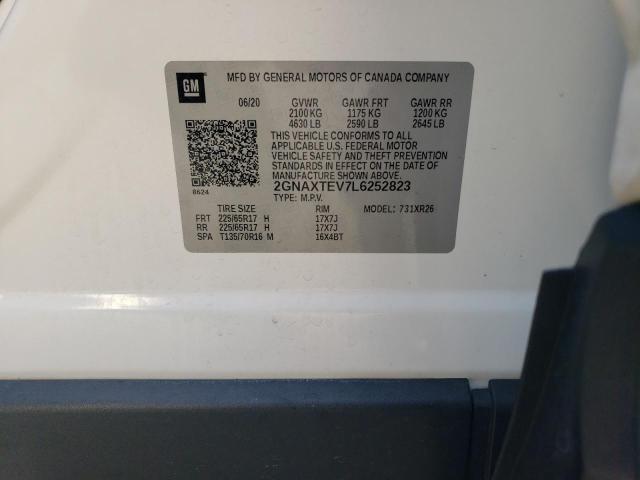 GM MFD BY GENERAL MOTORS OF CANADA COMPANY
06/20 GVWR GAWR FRT GAWR RR
2100 KG 1175 KG 1200 KG
4630 LB 2590 LB 2645 LB
THIS VEHICLE CONFORMS TO ALL
APPLICABLE U.S. FEDERAL MOTOR
VEHICLE SAFETY AND THEFT PREVENTION
STANDARDS IN EFFECT ON THE DATE OF
MANUFACTURE SHOWN ABOVE
2GNAXTEV7L6252823
8624 TYPE: M.P.V.
TIRE SIZE RIM MODEL: 731XR26
FRT 225/65R17 H 17X7J
RR 225/65R17 H 17X7J
SPA T135/70R16 M 16X4BT